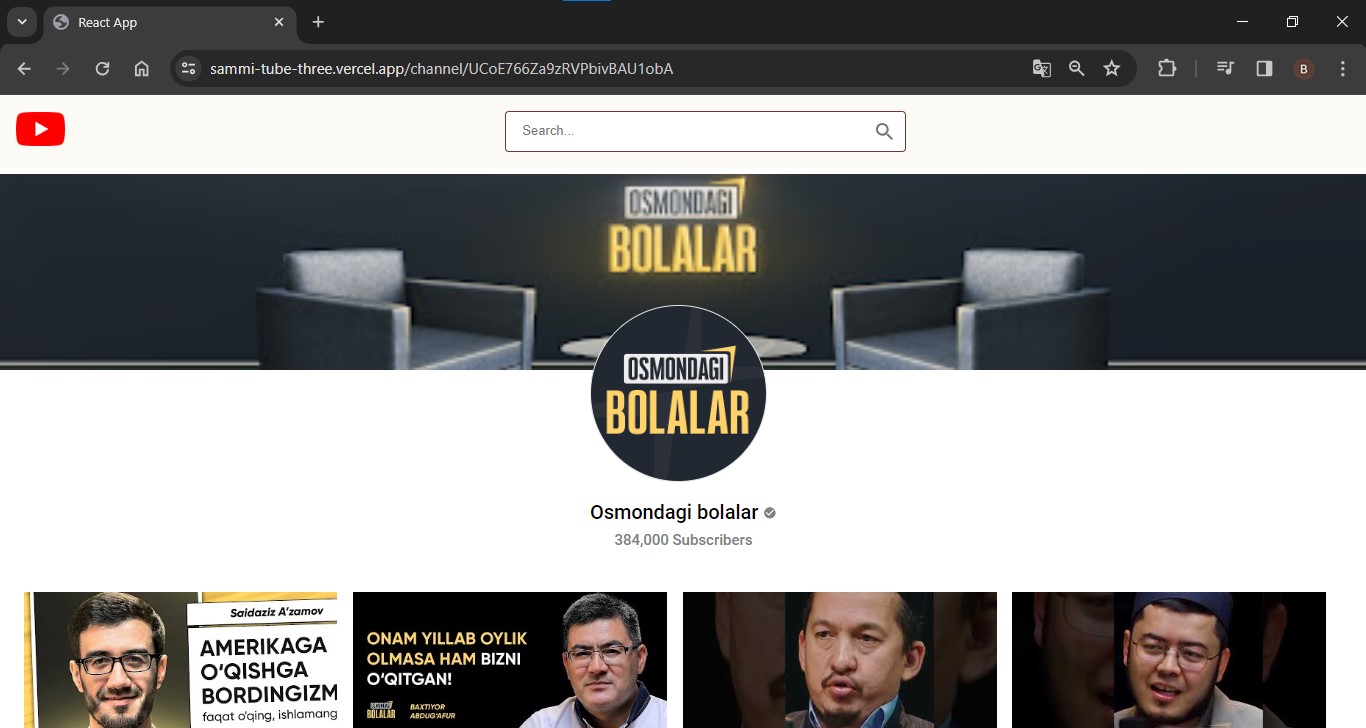 React App
sammi-tube-three.vercel.app/channel/UCoE766Za9zRVPbivBAU1obA
B
Search...
OSMONDAGI
BOLALAR
OSMONDAGI
BOLALAR
Osmondagi bolalar
384,000 Subscribers
Saidaziz A'zamov
AMERIKAGA
O'QISHGA
BORDINGIZM
faqat o'qing, ishlamang
ONAM YILLAB OYLIK
OLMASA HAM BIZNI
O'QITGAN!
OSMONDAGI
BOLALAR
BAXTIYOR
ABDUG'AFUR